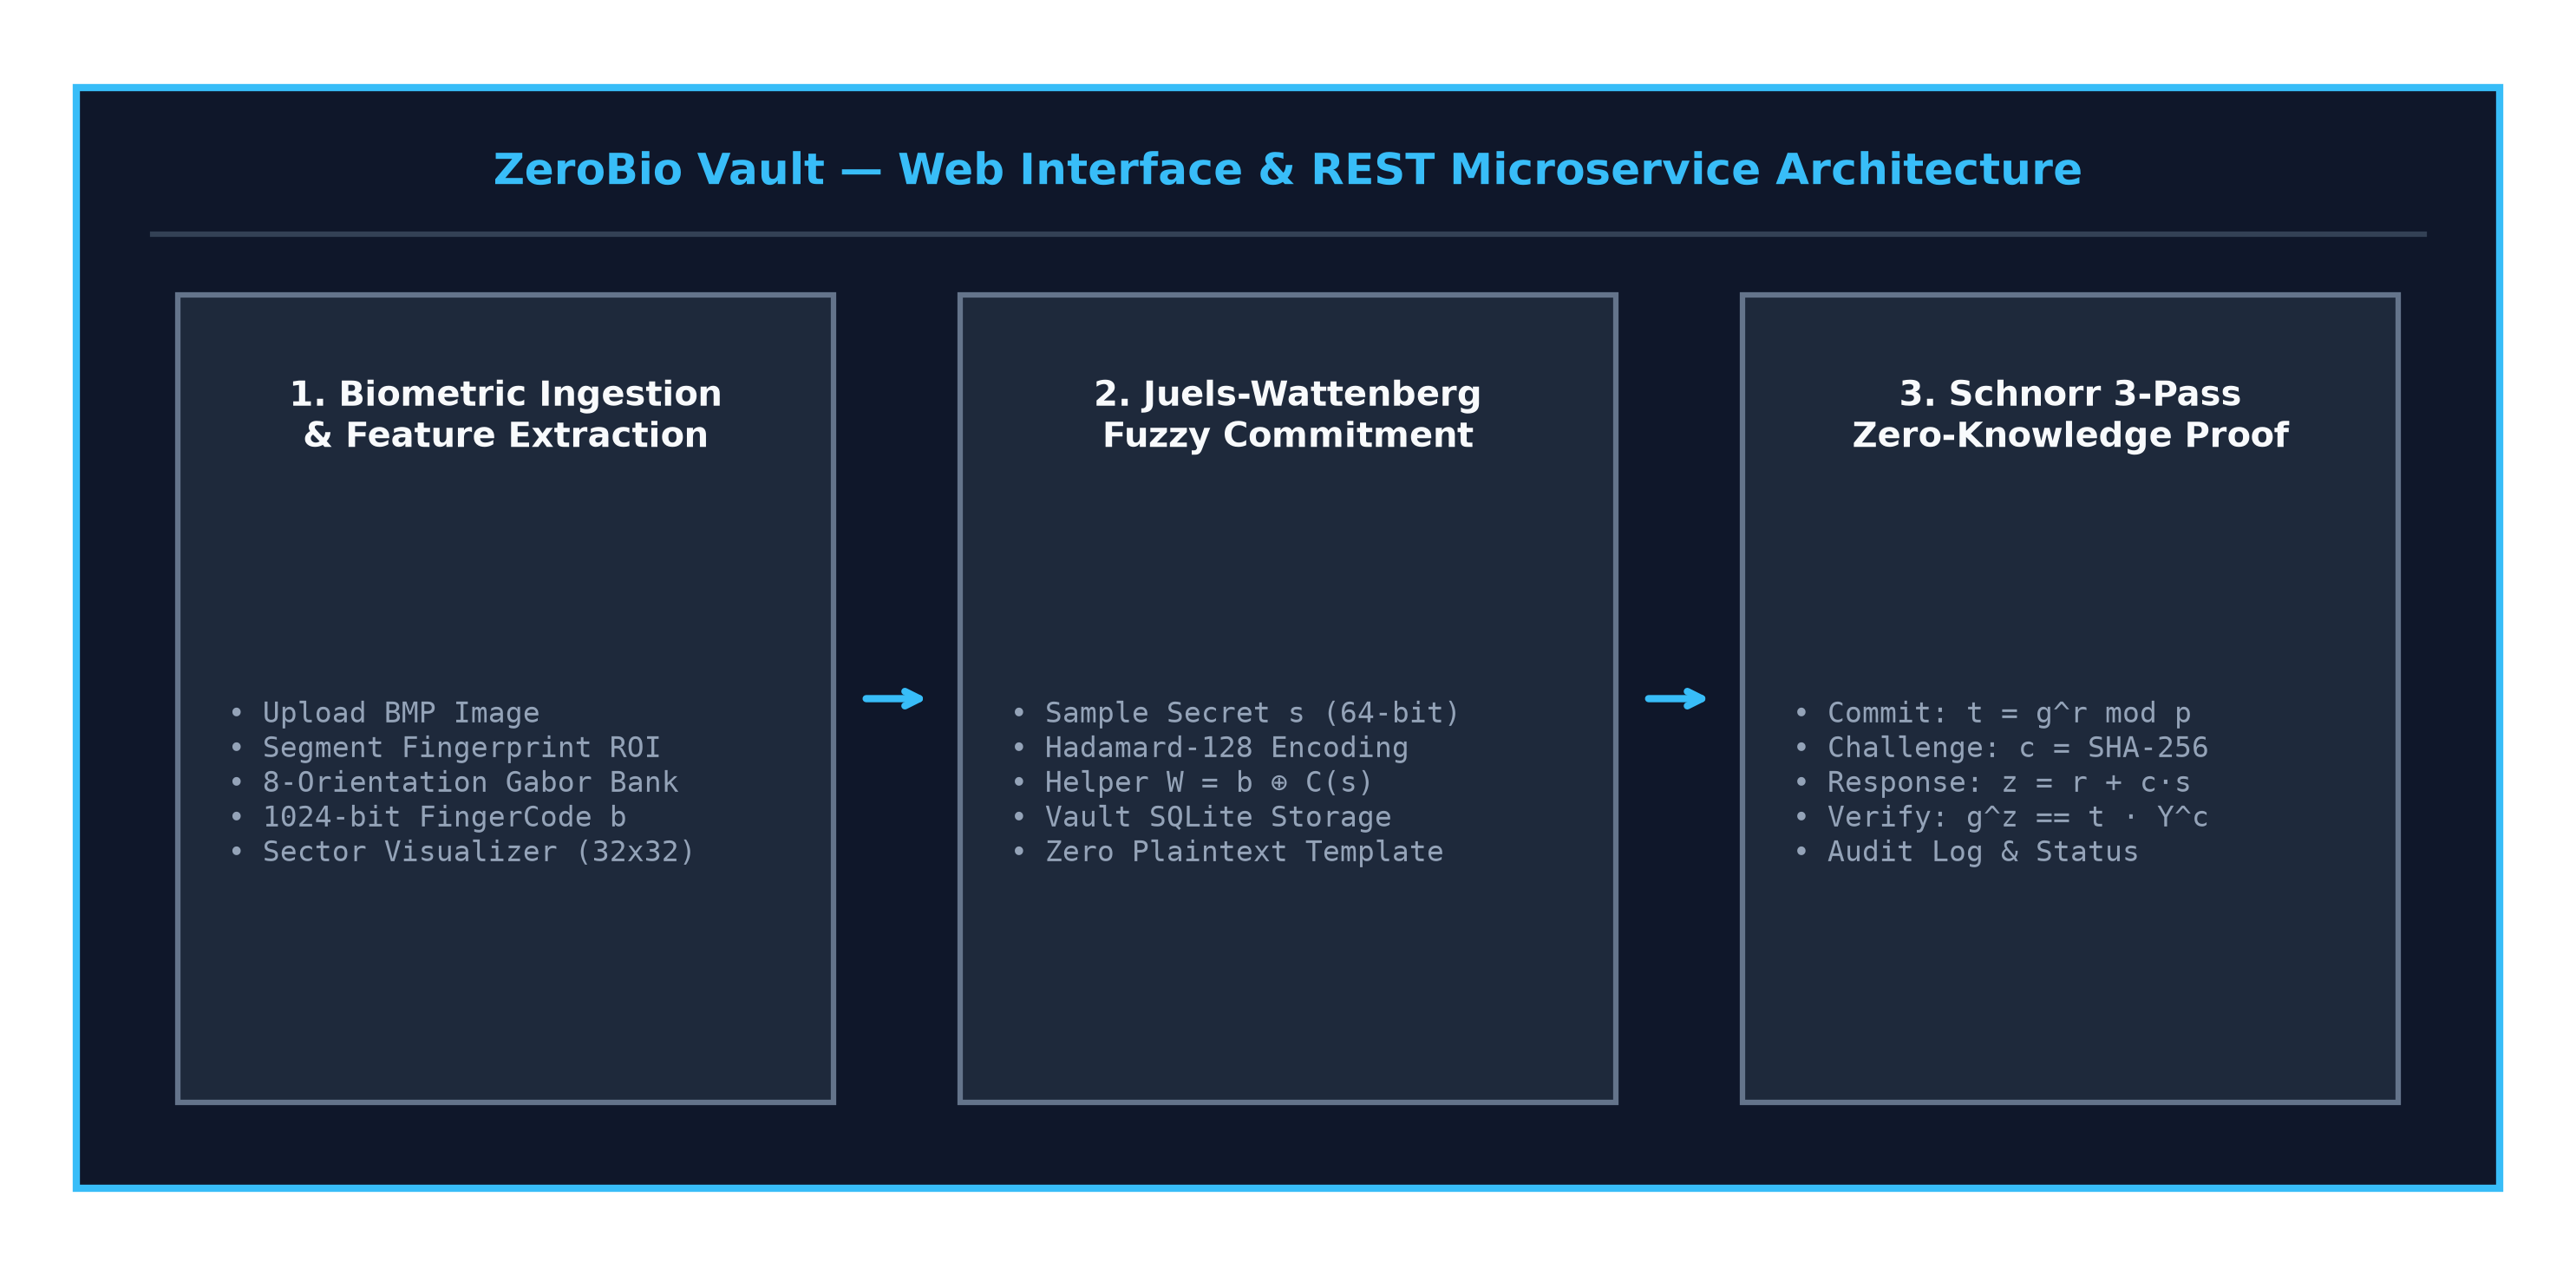 ZeroBio Vault — Web Interface & REST Microservice Architecture
1. Biometric Ingestion
& Feature Extraction
• Upload BMP Image
• Segment Fingerprint ROI
• 8-Orientation Gabor Bank
• 1024-bit FingerCode b
• Sector Visualizer (32x32)
2. Juels-Wattenberg
Fuzzy Commitment
• Sample Secret s (64-bit)
• Hadamard-128 Encoding
• Helper W = b ⊕ C(s)
• Vault SQLite Storage
• Zero Plaintext Template
3. Schnorr 3-Pass
Zero-Knowledge Proof
• Commit: t = g^r mod p
• Challenge: c = SHA-256
• Response: z = r + c·s
• Verify: g^z == t · Y^c
• Audit Log & Status